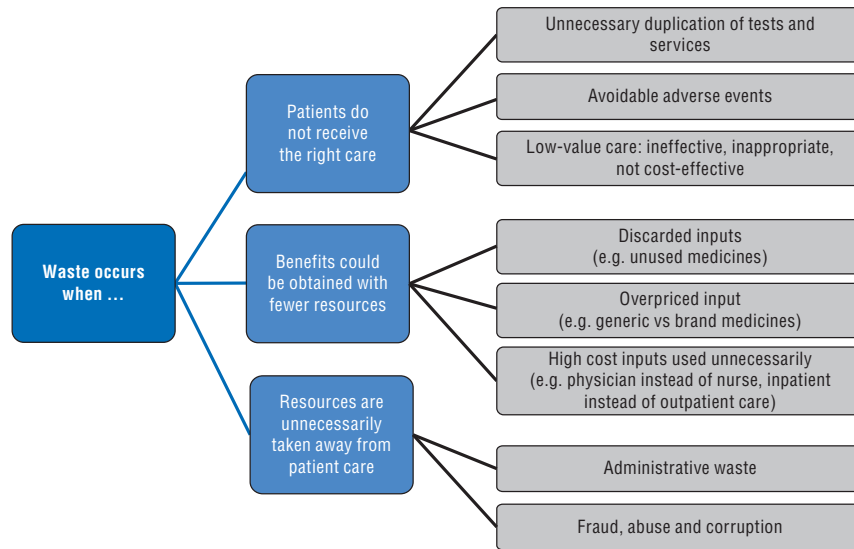 Waste occurs
when ...
Patients do
not receive
the right care
Unnecessary duplication of tests and
services
Avoidable adverse events
Low-value care: ineffective, inappropriate,
not cost-effective
Benefits could
be obtained with
fewer resources
Discarded inputs
(e.g. unused medicines)
Overpriced input
(e.g. generic vs brand medicines)
High cost inputs used unnecessarily
(e.g. physician instead of nurse, inpatient
instead of outpatient care)
Resources are
unnecessarily
taken away from
patient care
Administrative waste
Fraud, abuse and corruption